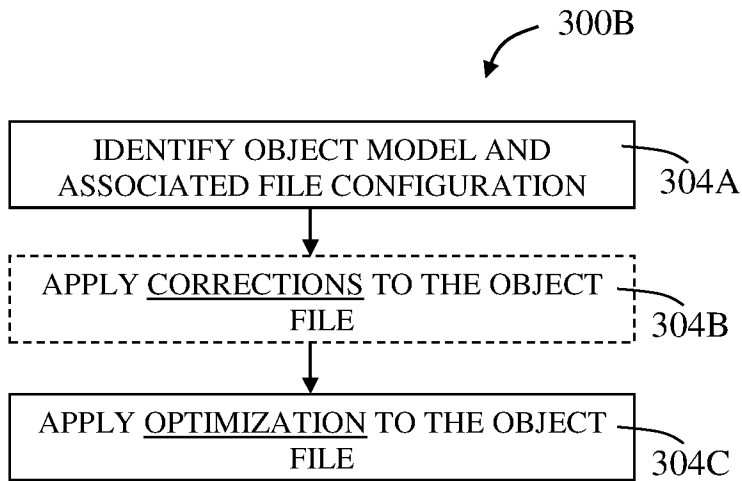 300B
IDENTIFY OBJECT MODEL AND
ASSOCIATED FILE CONFIGURATION
304A
APPLY CORRECTIONS TO THE OBJECT
FILE
304B
APPLY OPTIMIZATION TO THE OBJECT
FILE
304C